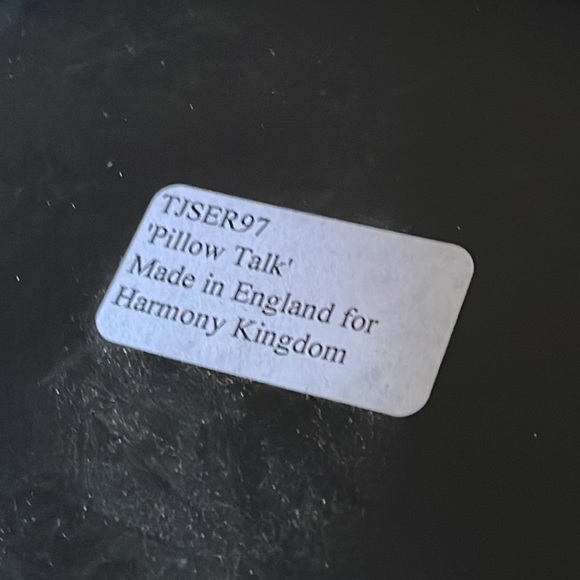 TJSER97
'Pillow Talk'
Made in England for
Harmony Kingdom